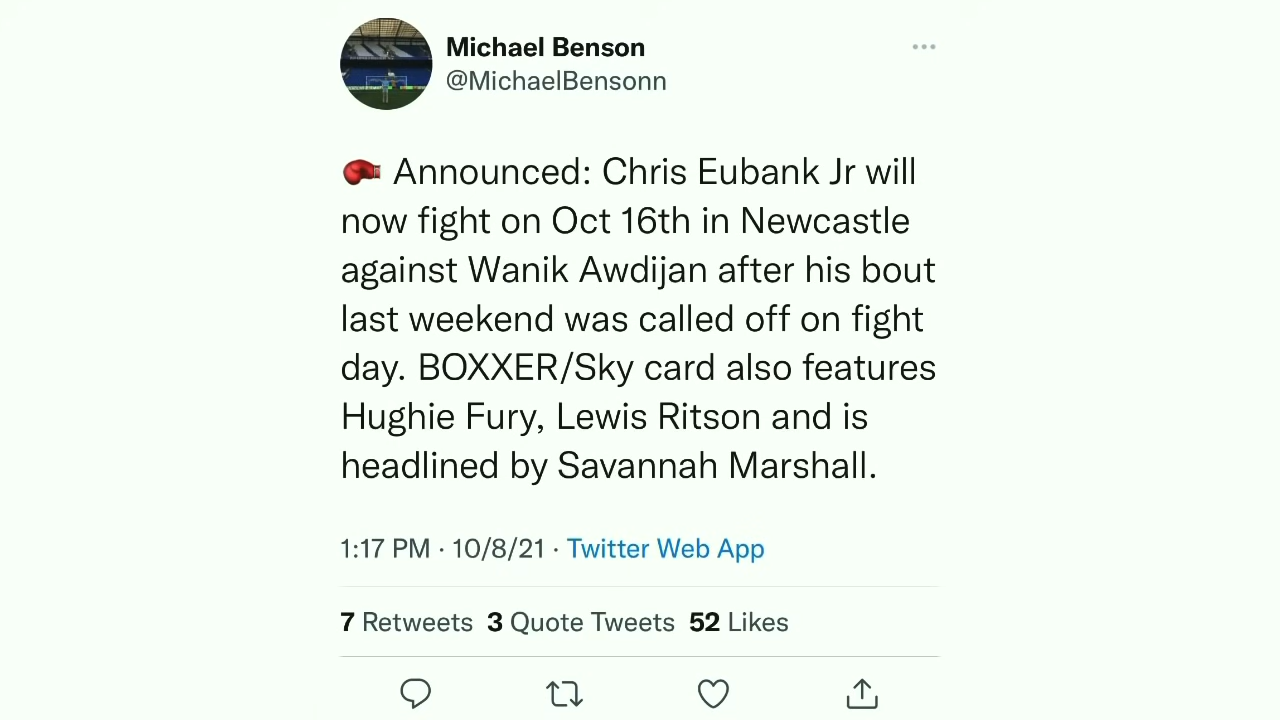 Michael Benson
@MichaelBensonn
🥊 Announced: Chris Eubank Jr will
now fight on Oct 16th in Newcastle
against Wanik Awdijan after his bout
last weekend was called off on fight
day. BOXXER/Sky card also features
Hughie Fury, Lewis Ritson and is
headlined by Savannah Marshall.
1:17 PM · 10/8/21 · Twitter Web App
7 Retweets 3 Quote Tweets 52 Likes